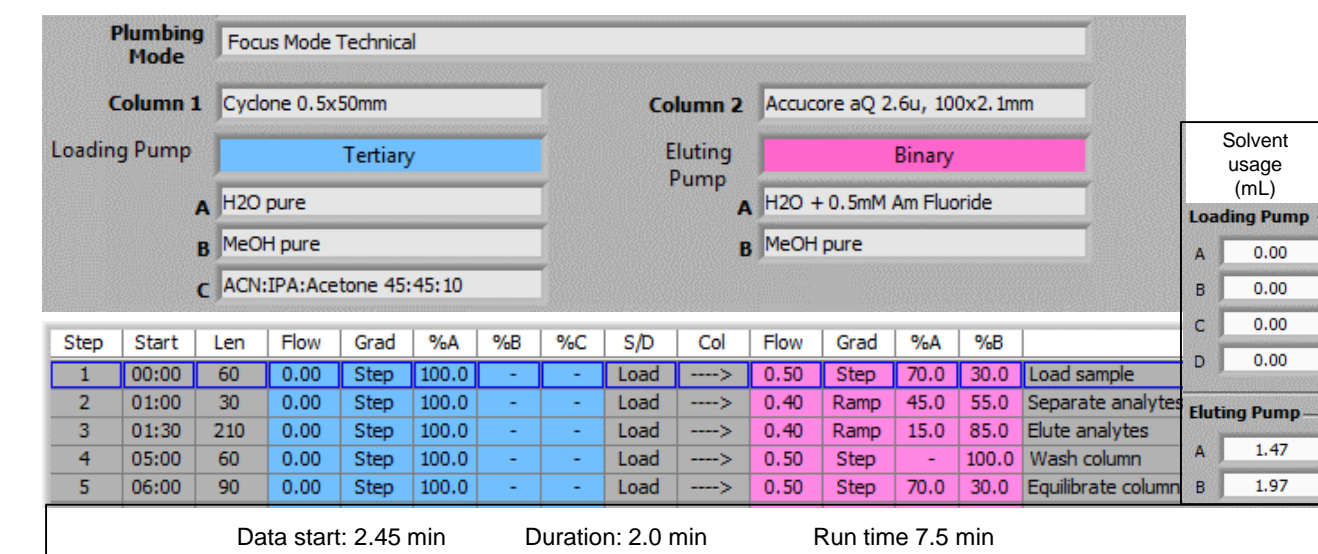 Plumbing Mode Focus Mode Technical
Column 1 Cyclone 0.5x50mm Column 2 Accucore aQ 2.6u, 100x2.1mm
Loading Pump Tertiary Eluting Pump Binary
A H2O pure A H2O + 0.5mM Am Fluoride
B MeOH pure B MeOH pure
C ACN:IPA:Acetone 45:45:10
Step Start Len Flow Grad %A %B %C S/D Col Flow Grad %A %B
1 00:00 60 0.00 Step 100.0 - - Load ----> 0.50 Step 70.0 30.0 Load sample
2 01:00 30 0.00 Step 100.0 - - Load ----> 0.40 Ramp 45.0 55.0 Separate analytes
3 01:30 210 0.00 Step 100.0 - - Load ----> 0.40 Ramp 15.0 85.0 Elute analytes
4 05:00 60 0.00 Step 100.0 - - Load ----> 0.50 Step - 100.0 Wash column
5 06:00 90 0.00 Step 100.0 - - Load ----> 0.50 Step 70.0 30.0 Equilibrate column
Data start: 2.45 min Duration: 2.0 min Run time 7.5 min
Solvent
usage
(mL)
Loading Pump
A 0.00
B 0.00
C 0.00
D 0.00
Eluting Pump
A 1.47
B 1.97